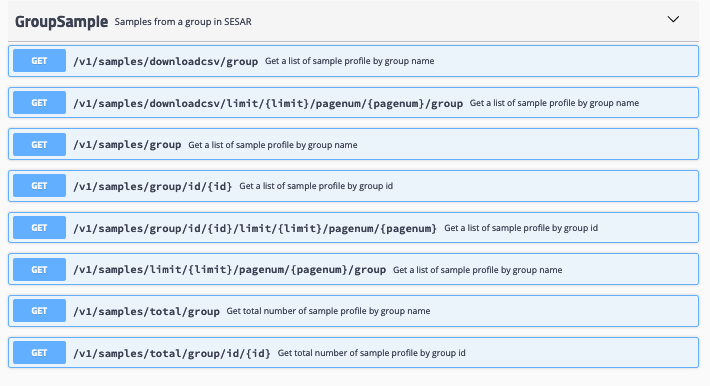 GroupSample Samples from a group in SESAR
GET /v1/samples/downloadcsv/group Get a list of sample profile by group name
GET /v1/samples/downloadcsv/limit/{limit}/pagenum/{pagenum}/group Get a list of sample profile by group name
GET /v1/samples/group Get a list of sample profile by group name
GET /v1/samples/group/id/{id} Get a list of sample profile by group id
GET /v1/samples/group/id/{id}/limit/{limit}/pagenum/{pagenum} Get a list of sample profile by group id
GET /v1/samples/limit/{limit}/pagenum/{pagenum}/group Get a list of sample profile by group name
GET /v1/samples/total/group Get total number of sample profile by group name
GET /v1/samples/total/group/id/{id} Get total number of sample profile by group id